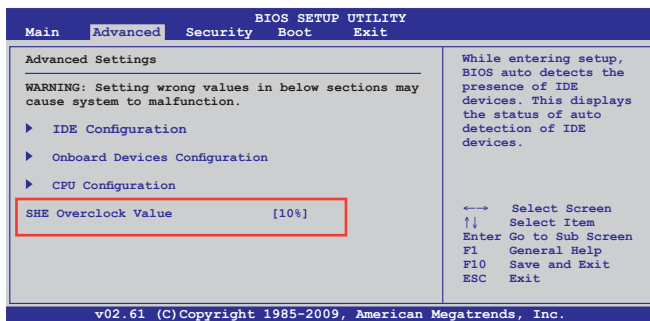 BIOS SETUP UTILITY
Main Advanced Security Boot Exit
Advanced Settings
WARNING: Setting wrong values in below sections may
cause system to malfunction.
IDE Configuration
Onboard Devices Configuration
CPU Configuration
SHE Overclock Value [10%]
While entering setup,
BIOS auto detects the
presence of IDE
devices. This displays
the status of auto
detection of IDE
devices.
←→ Select Screen
↑↓ Select Item
Enter Go to Sub Screen
F1 General Help
F10 Save and Exit
ESC Exit
v02.61 (C)Copyright 1985-2009, American Megatrends, Inc.